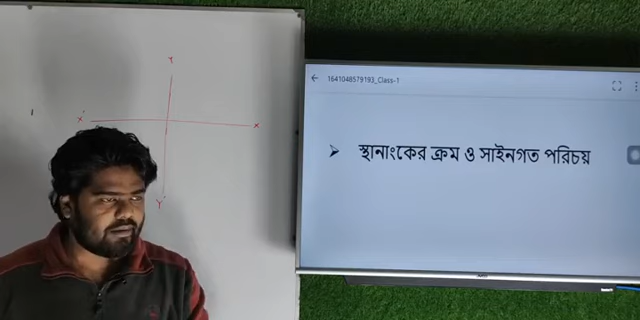 Y
X'
X
Y'
1641048579193_Class-1
➤ স্থানাংকের ক্রম ও সাইনগত পরিচয়